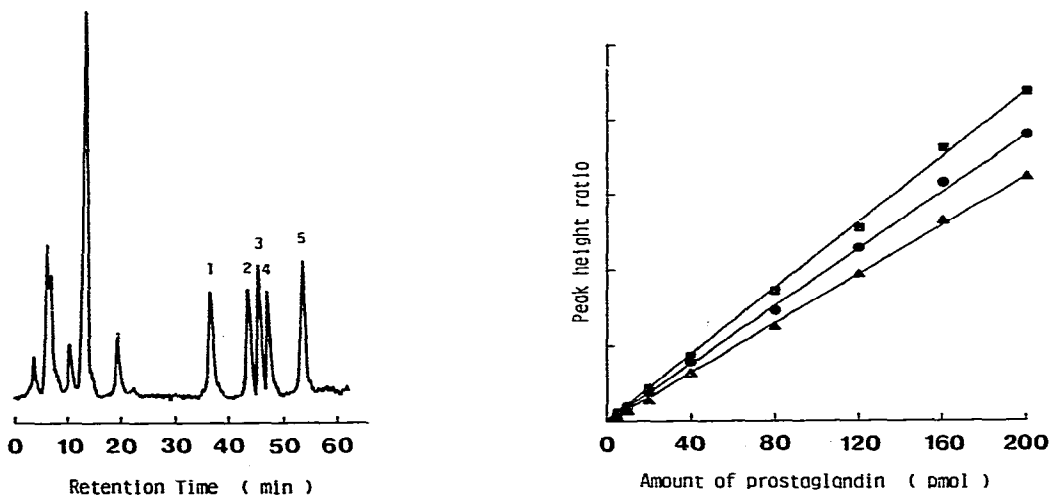 1
2
3
4
5
0 10 20 30 40 50 60
Retention Time ( min )
Peak height ratio
0 40 80 120 160 200
Amount of prostaglandin ( pmol )